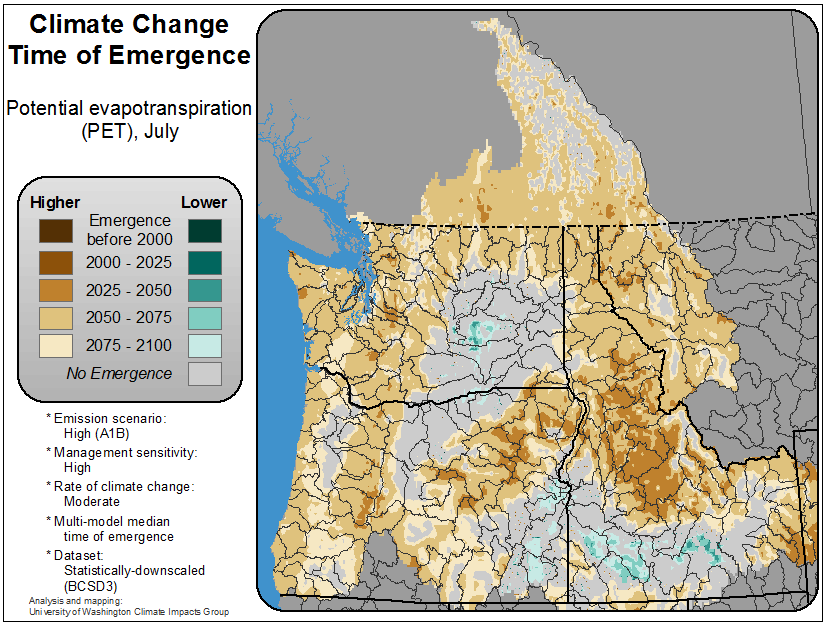 Climate Change
Time of Emergence
Potential evapotranspiration
(PET), July
Higher Lower
Emergence
before 2000
2000 - 2025
2025 - 2050
2050 - 2075
2075 - 2100
No Emergence
* Emission scenario:
High (A1B)
* Management sensitivity:
High
* Rate of climate change:
Moderate
* Multi-model median
time of emergence
* Dataset:
Statistically-downscaled
(BCSD3)
Analysis and mapping:
University of Washington Climate Impacts Group